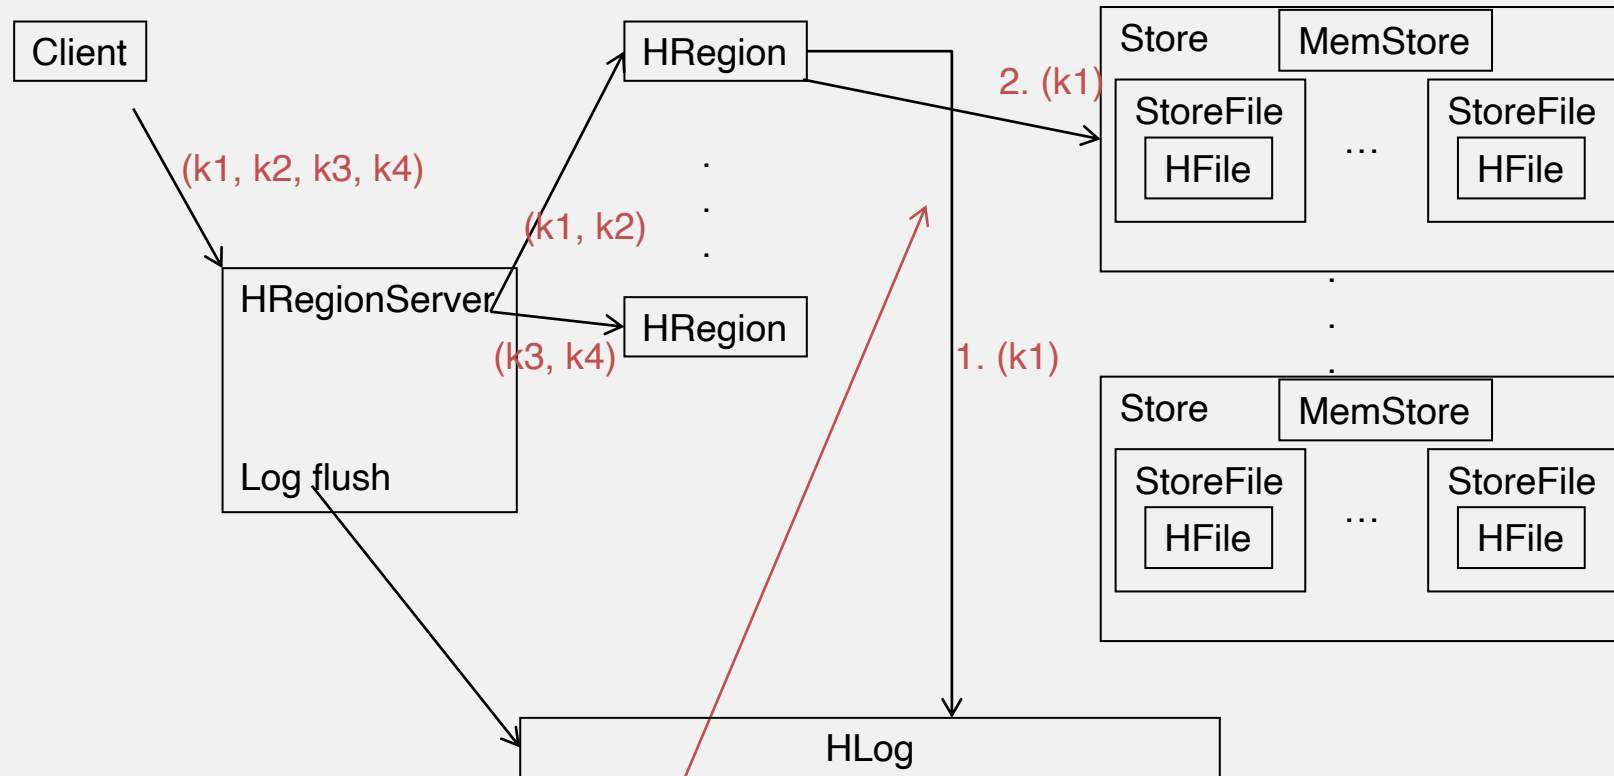 Client
HRegion
Store
MemStore
2. (k1)
StoreFile
...
StoreFile
HFile
HFile
(k1, k2, k3, k4)
.
.
.
(k1, k2)
HRegionServer
HRegion
.
.
.
(k3, k4)
1. (k1)
Store
MemStore
StoreFile
...
StoreFile
HFile
HFile
Log flush
HLog